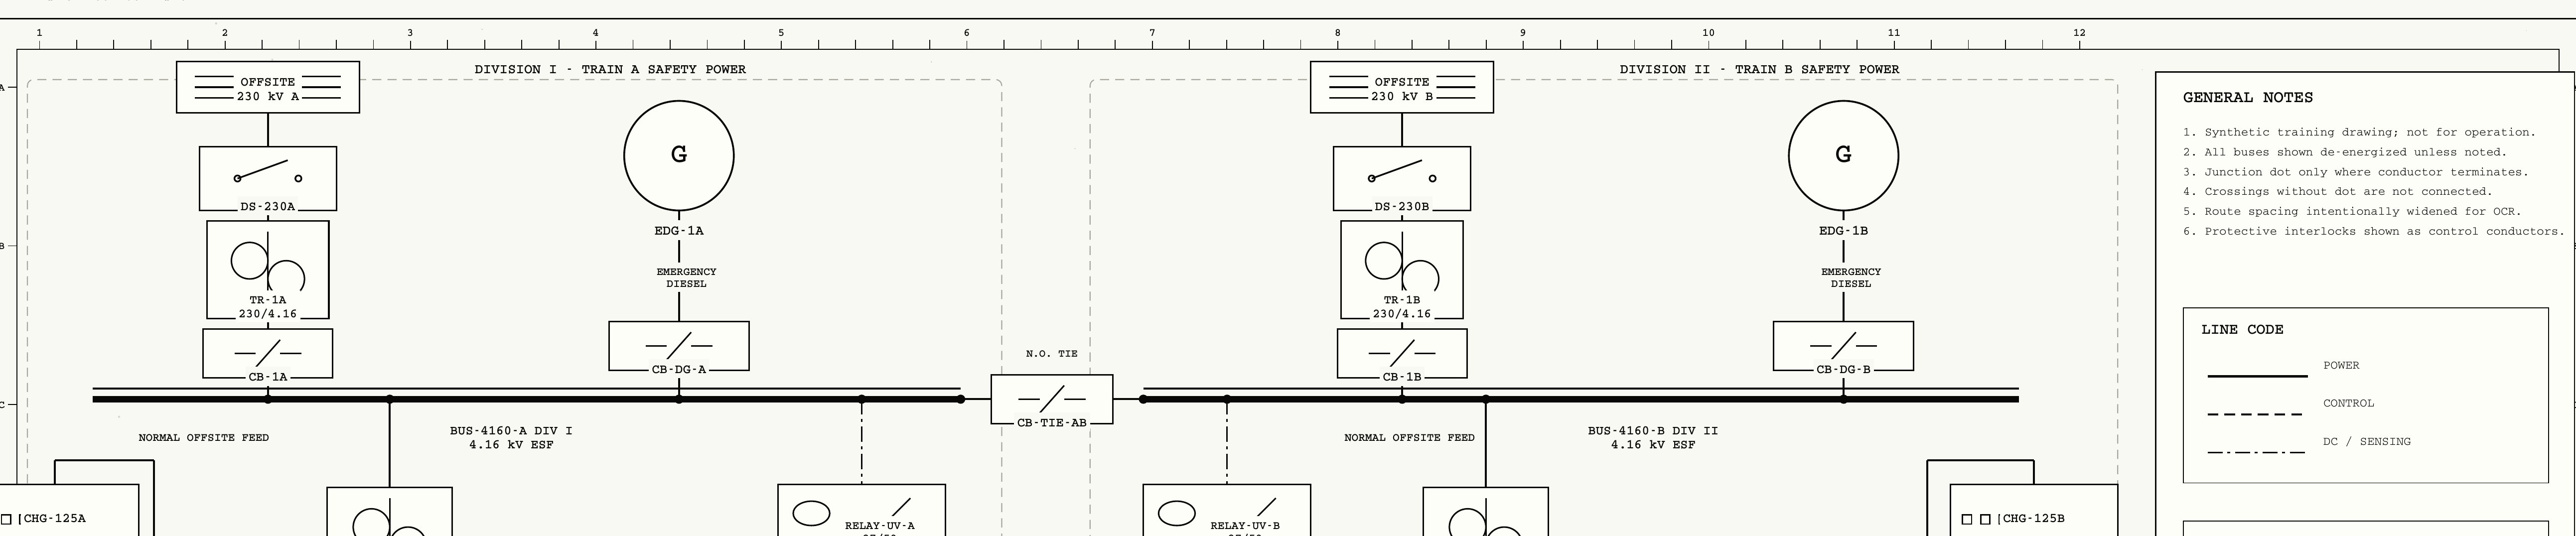 1 2 3 4 5 6 7 8 9 10 11 12
A
B
C
OFFSITE
230 kV A
DIVISION I - TRAIN A SAFETY POWER
G
DS-230A
EDG-1A
EMERGENCY
DIESEL
TR-1A
230/4.16
CB-1A
CB-DG-A
N.O. TIE
CB-TIE-AB
NORMAL OFFSITE FEED
BUS-4160-A DIV I
4.16 kV ESF
CHG-125A
RELAY-UV-A
OFFSITE
230 kV B
DIVISION II - TRAIN B SAFETY POWER
G
DS-230B
EDG-1B
EMERGENCY
DIESEL
TR-1B
230/4.16
CB-1B
CB-DG-B
NORMAL OFFSITE FEED
BUS-4160-B DIV II
4.16 kV ESF
RELAY-UV-B
CHG-125B
GENERAL NOTES
1. Synthetic training drawing; not for operation.
2. All buses shown de-energized unless noted.
3. Junction dot only where conductor terminates.
4. Crossings without dot are not connected.
5. Route spacing intentionally widened for OCR.
6. Protective interlocks shown as control conductors.
LINE CODE
POWER
CONTROL
DC / SENSING